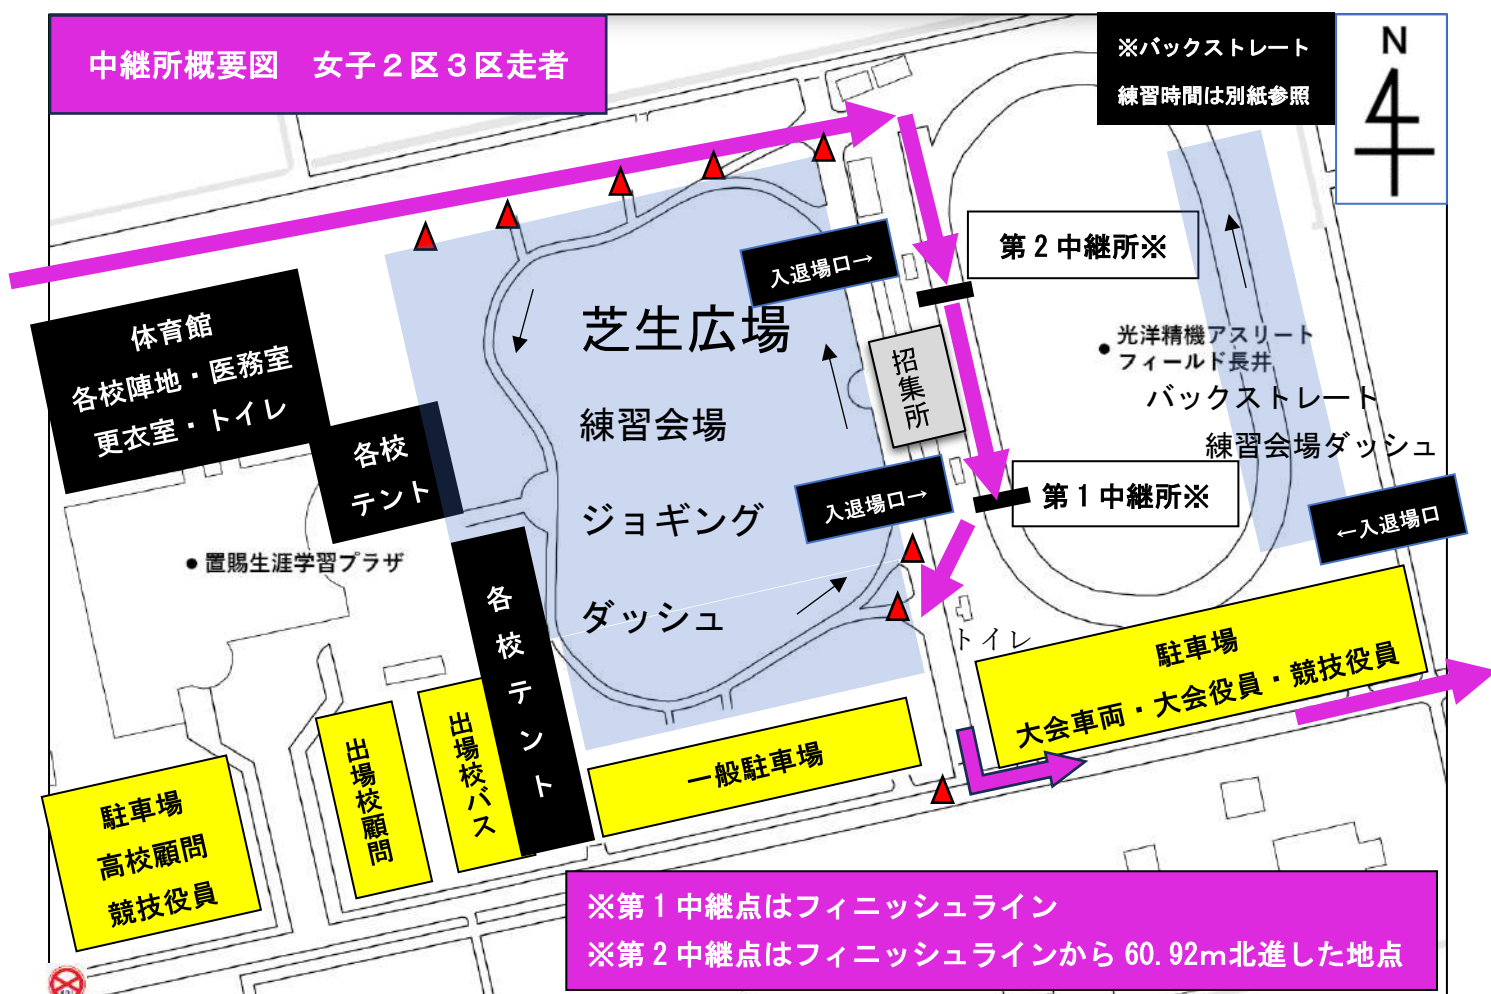 中継所概要図　女子２区３区走者
※バックストレート
練習時間は別紙参照
N
第２中継所※
入退場口→
体育館
各校陣地・医務室
更衣室・トイレ
芝生広場
練習会場
ジョギング
ダッシュ
招集所
光洋精機アスリート
フィールド長井
バックストレート
練習会場ダッシュ
各校
テント
入退場口→
第１中継所※
←入退場口
置賜生涯学習プラザ
各校テント
トイレ
駐車場
大会車両・大会役員・競技役員
出場校顧問
出場校バス
一般駐車場
駐車場
高校顧問
競技役員
※第１中継点はフィニッシュライン
※第２中継点はフィニッシュラインから 60.92m北進した地点